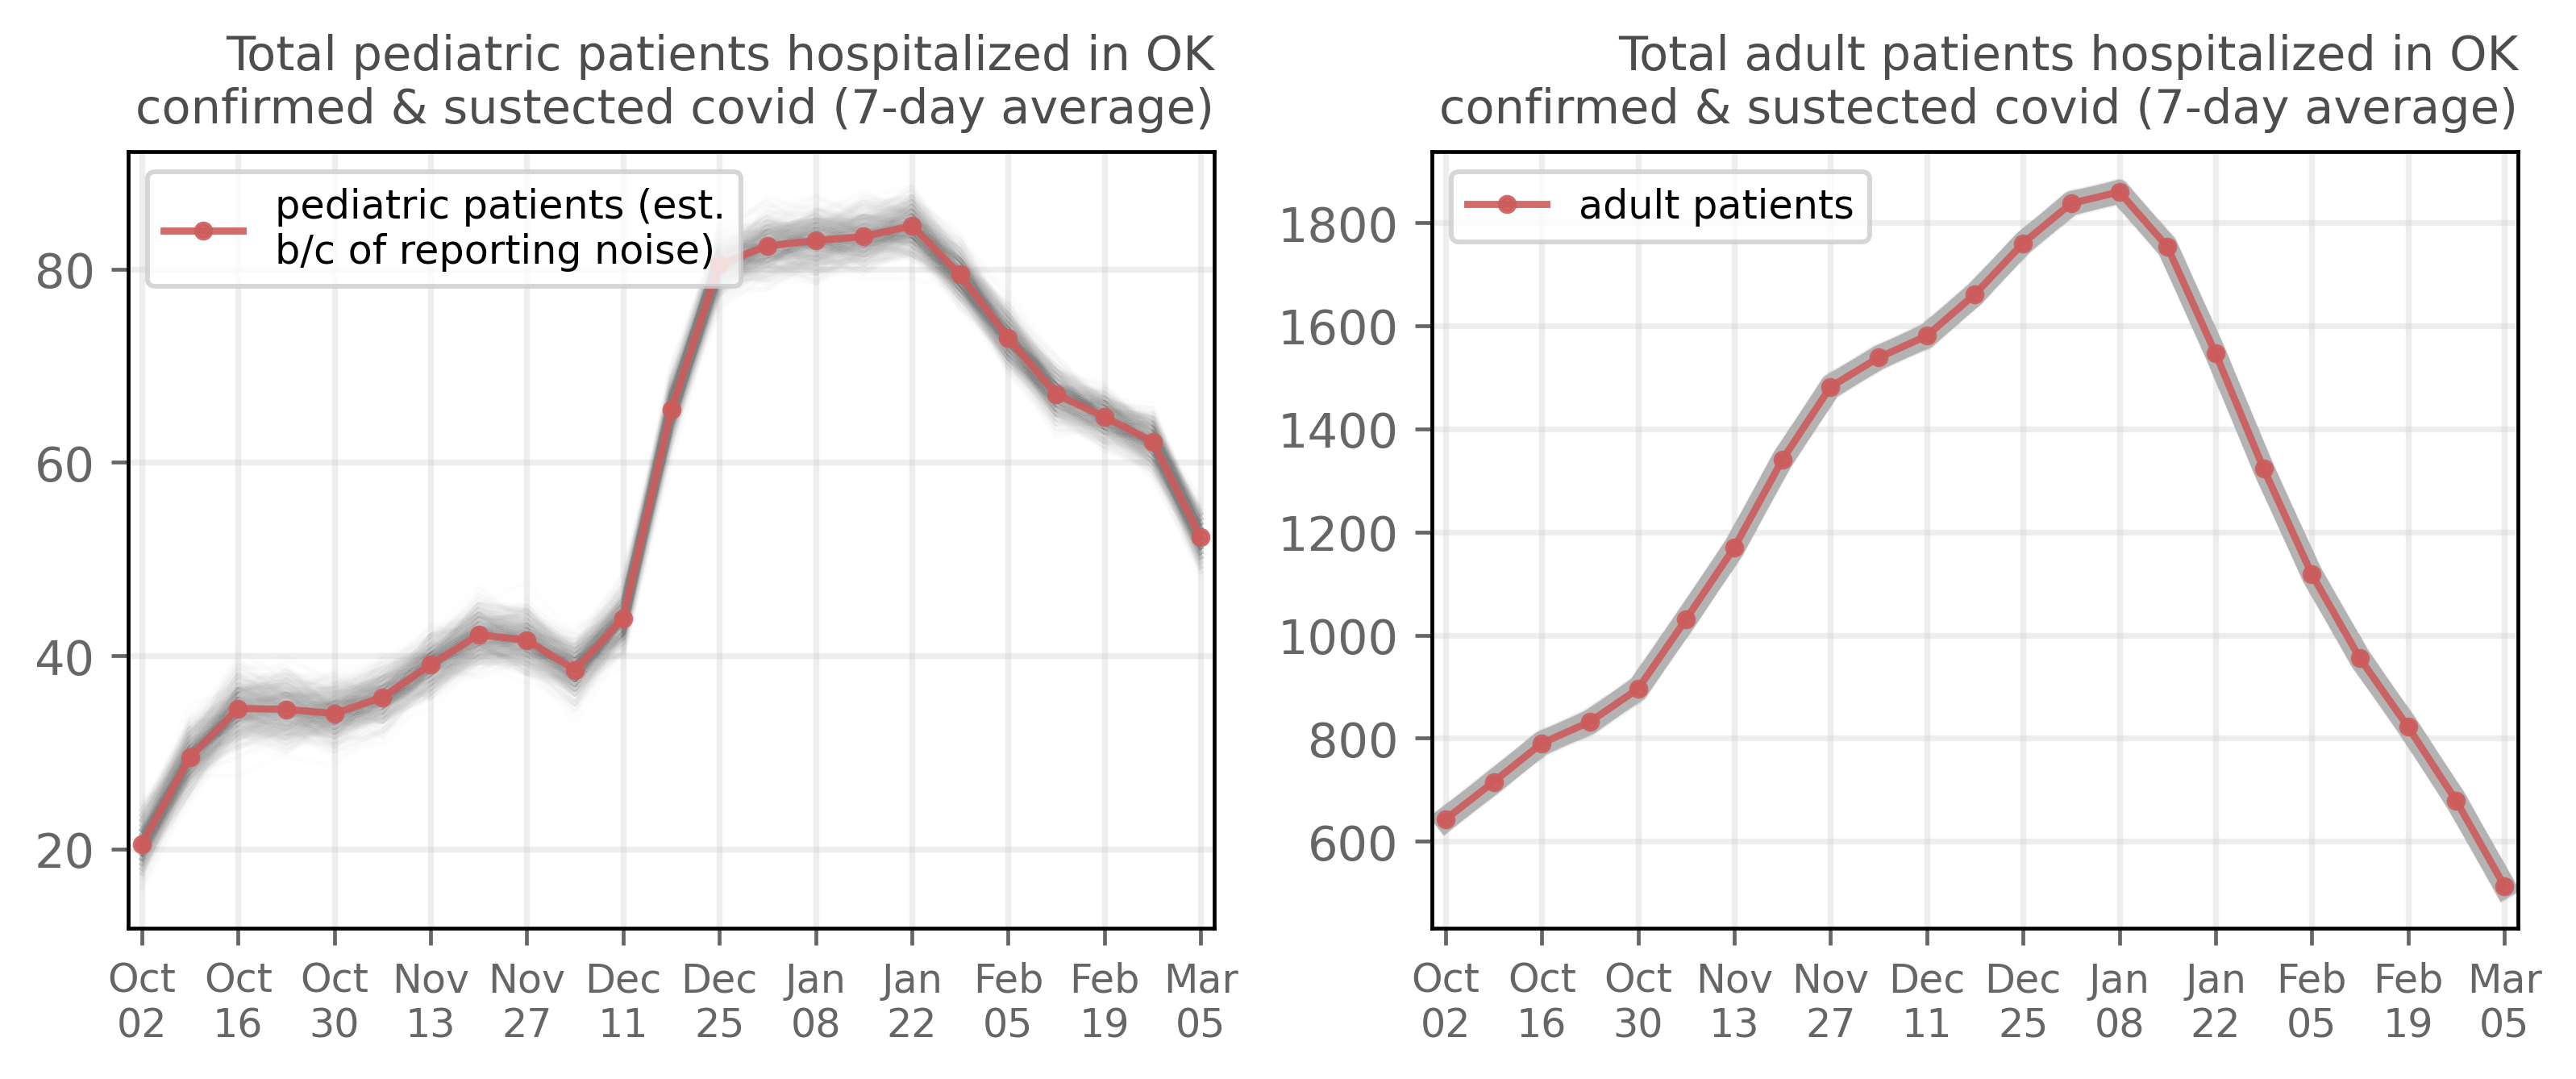 Total pediatric patients hospitalized in OK
confirmed & sustected covid (7-day average)
pediatric patients (est.
b/c of reporting noise)
80
60
40
20
Oct Oct Oct Nov Nov Dec Dec Jan Jan Feb Feb Mar
02 16 30 13 27 11 25 08 22 05 19 05
Total adult patients hospitalized in OK
confirmed & sustected covid (7-day average)
adult patients
1800
1600
1400
1200
1000
800
600
Oct Oct Oct Nov Nov Dec Dec Jan Jan Feb Feb Mar
02 16 30 13 27 11 25 08 22 05 19 05